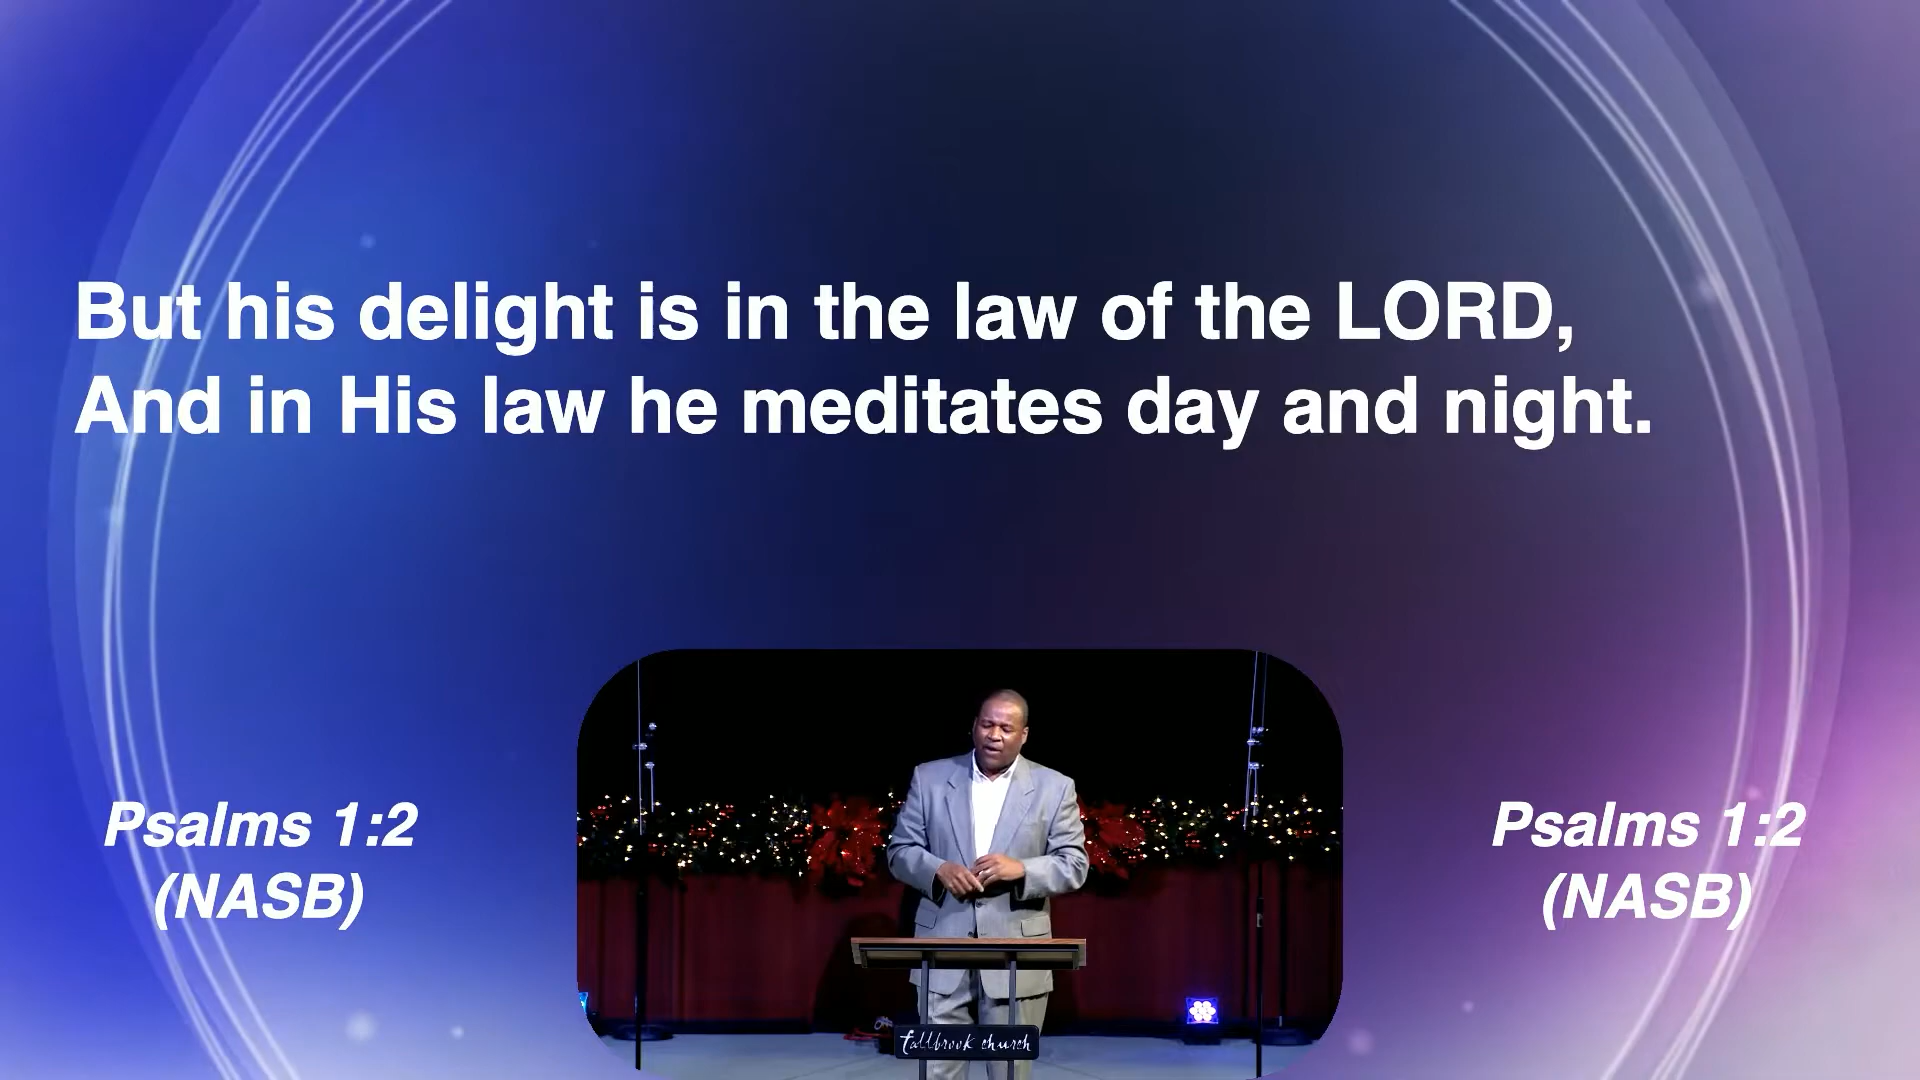 But his delight is in the law of the LORD,
And in His law he meditates day and night.
Psalms 1:2
(NASB)
Psalms 1:2
(NASB)
fallbrook church